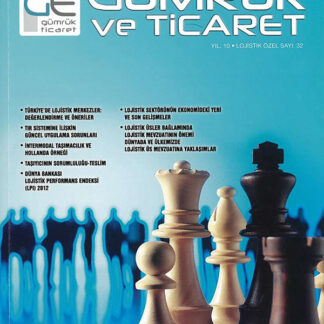 GE
gümrük
ticaret
GÜMRÜK
ve TİCARET
YIL: 10 • LOJİSTİK ÖZEL SAYI: 32
• TÜRKİYE'DE LOJİSTİK MERKEZLER:
DEĞERLENDİRME VE ÖNERİLER
• TIR SİSTEMİNE İLİŞKİN
GÜNCEL UYGULAMA SORUNLARI
• İNTERMODAL TAŞIMACILIK VE
HOLLANDA ÖRNEĞİ
• TAŞIYICININ SORUMLULUĞU-TESLİM
• DÜNYA BANKASI
LOJİSTİK PERFORMANS ENDEKSİ
(LPI) 2012
• LOJİSTİK SEKTÖRÜNÜN EKONOMİDEKİ YERİ
VE SON GELİŞMELER
• LOJİSTİK ÜSLER BAĞLAMINDA
LOJİSTİK MEVZUATININ ÖNEMİ
DÜNYADA VE ÜLKEMİZDE
LOJİSTİK ÜS MEVZUATINA YAKLAŞIMLAR